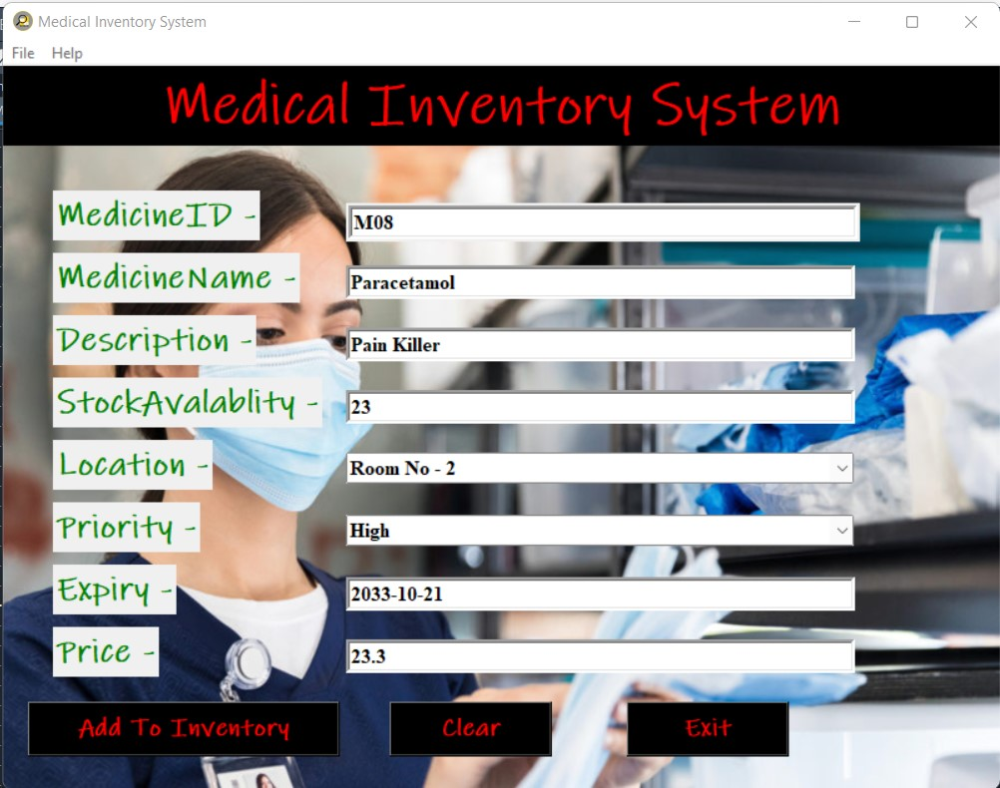 Medical Inventory System
File Help
Medical Inventory System
MedicineID - M08
MedicineName - Paracetamol
Description - Pain Killer
StockAvalablity - 23
Location - Room No - 2
Priority - High
Expiry - 2033-10-21
Price - 23.3
Add To Inventory Clear Exit